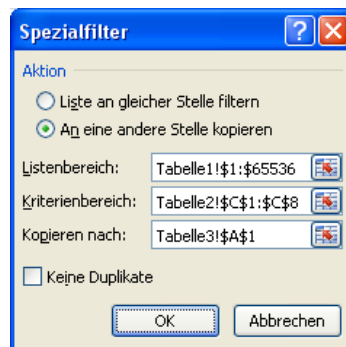 Spezialfilter
Aktion
Liste an gleicher Stelle filtern
An eine andere Stelle kopieren
Listenbereich: Tabelle1!$1:$65536
Kriterienbereich: Tabelle2!$C$1:$C$8
Kopieren nach: Tabelle3!$A$1
Keine Duplikate
OK Abbrechen